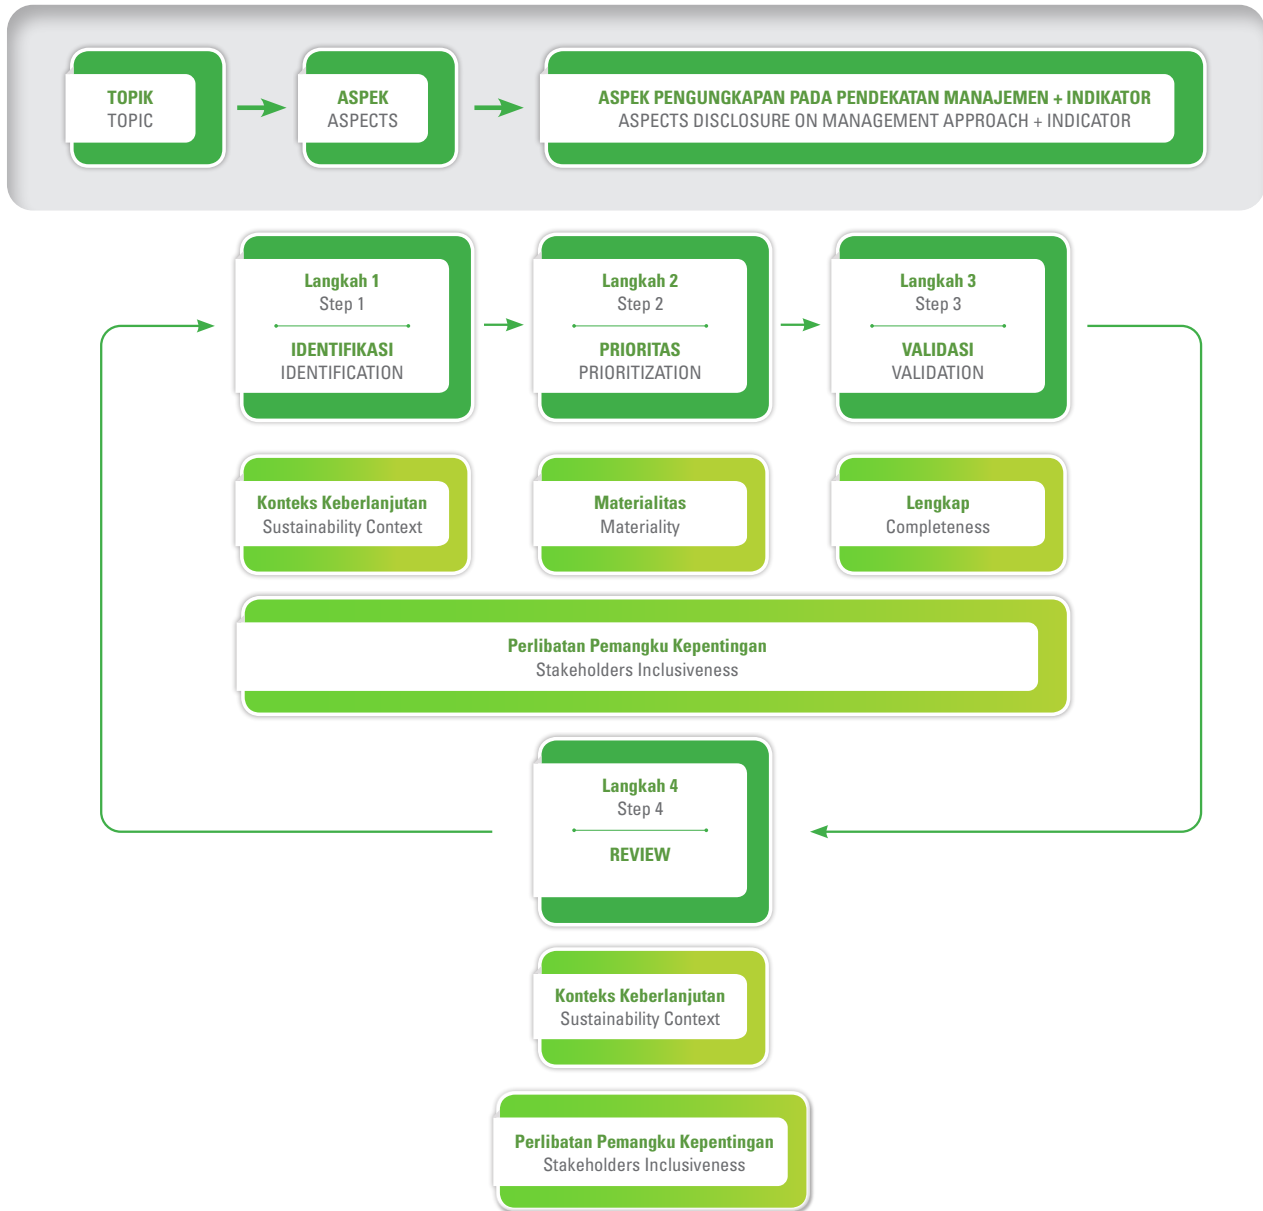 TOPIK
TOPIC
ASPEK
ASPECTS
ASPEK PENGUNGKAPAN PADA PENDEKATAN MANAJEMEN + INDIKATOR
ASPECTS DISCLOSURE ON MANAGEMENT APPROACH + INDICATOR
Langkah 1
Step 1
IDENTIFIKASI
IDENTIFICATION
Langkah 2
Step 2
PRIORITAS
PRIORITIZATION
Langkah 3
Step 3
VALIDASI
VALIDATION
Konteks Keberlanjutan
Sustainability Context
Materialitas
Materiality
Lengkap
Completeness
Perlibatan Pemangku Kepentingan
Stakeholders Inclusiveness
Langkah 4
Step 4
REVIEW
Konteks Keberlanjutan
Sustainability Context
Perlibatan Pemangku Kepentingan
Stakeholders Inclusiveness